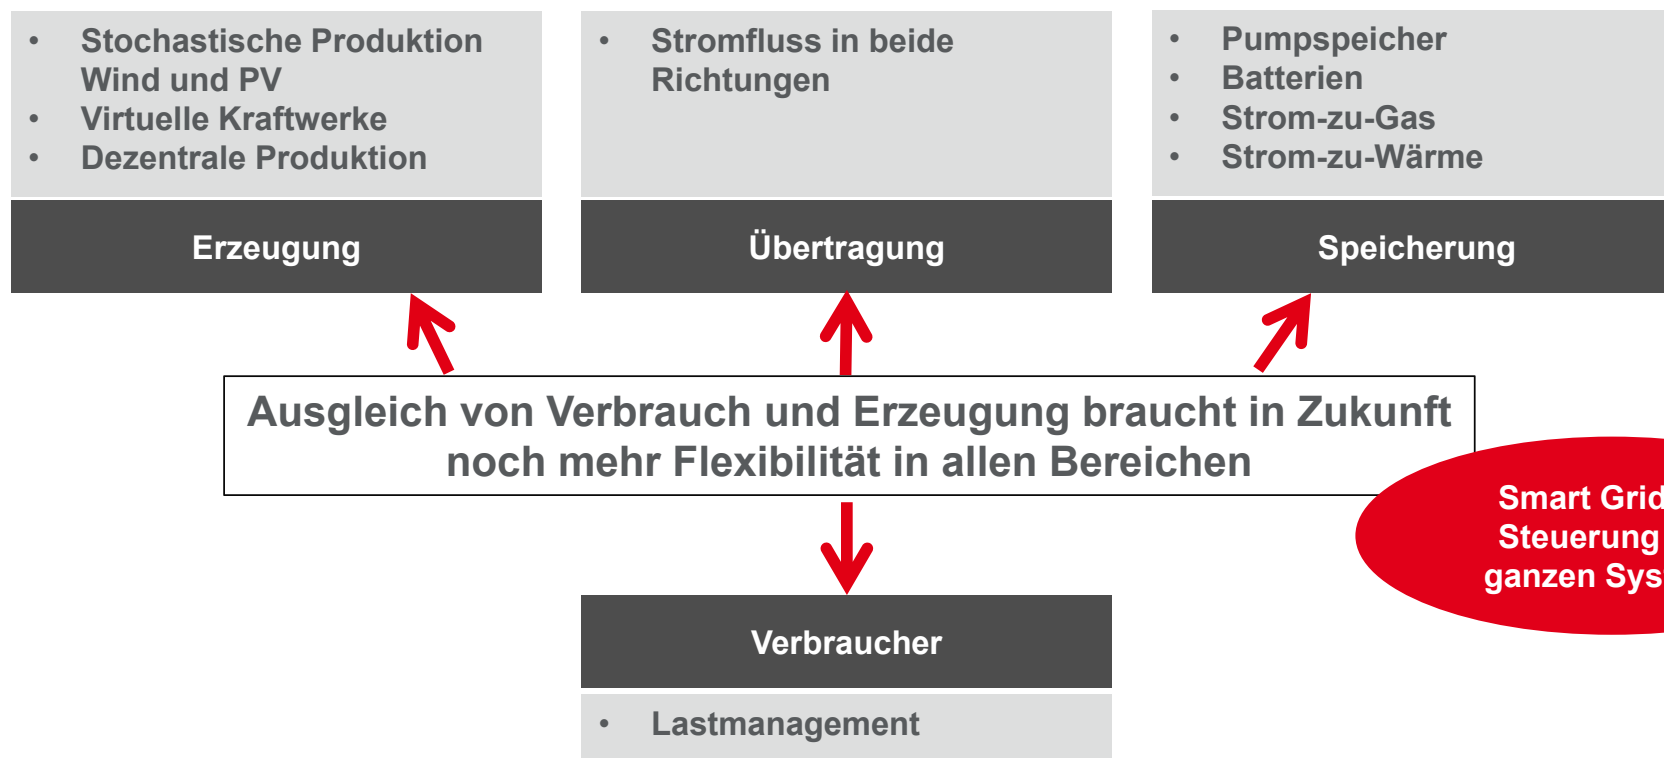 • Stochastische Produktion
Wind und PV
• Virtuelle Kraftwerke
• Dezentrale Produktion
Erzeugung
• Stromfluss in beide
Richtungen
Übertragung
• Pumpspeicher
• Batterien
• Strom-zu-Gas
• Strom-zu-Wärme
Speicherung
Ausgleich von Verbrauch und Erzeugung braucht in Zukunft
noch mehr Flexibilität in allen Bereichen
Smart Grid
Steuerung
ganzen Sys
Verbraucher
• Lastmanagement